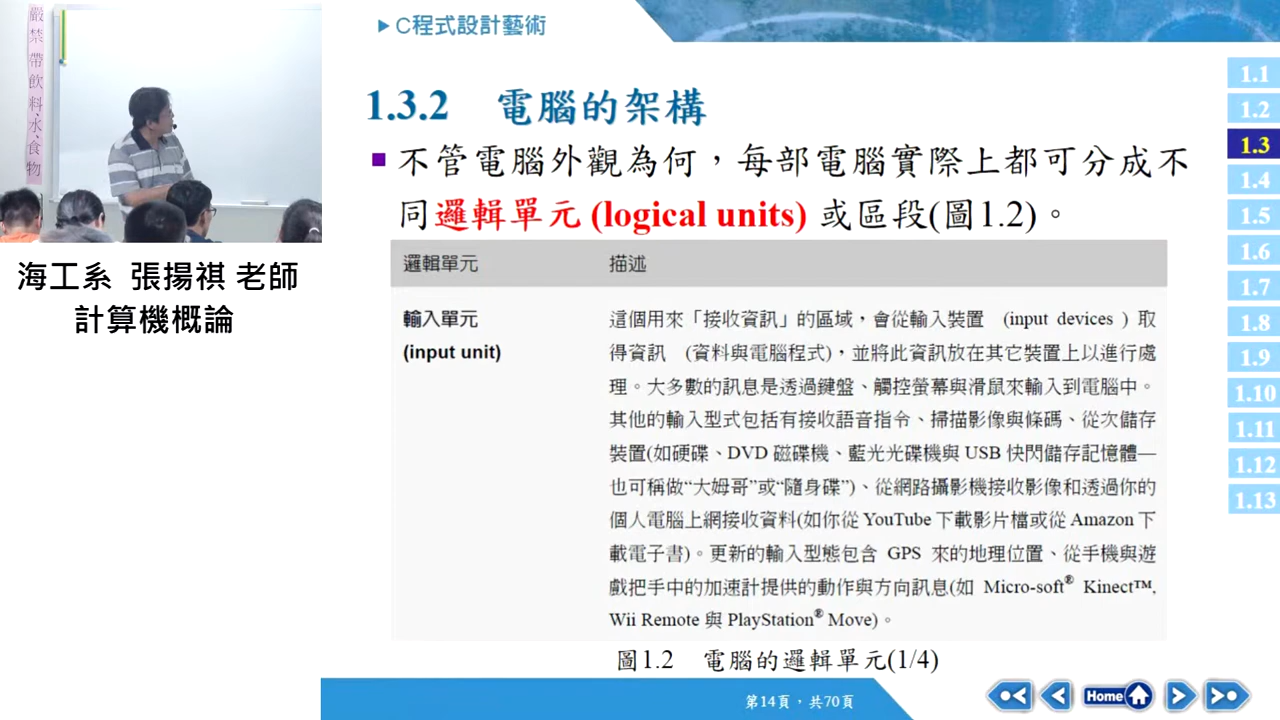 嚴禁帶飲料、水、食物
海工系 張揚祺 老師
計算機概論
C程式設計藝術
1.3.2 電腦的架構
不管電腦外觀為何，每部電腦實際上都可分成不
同邏輯單元 (logical units) 或區段(圖1.2)。
邏輯單元 描述
輸入單元
(input unit)
這個用來「接收資訊」的區域，會從輸入裝置 (input devices ) 取
得資訊 (資料與電腦程式)，並將此資訊放在其它裝置上以進行處
理。大多數的訊息是透過鍵盤、觸控螢幕與滑鼠來輸入到電腦中。
其他的輸入型式包括有接收語音指令、掃描影像與條碼、從次儲存
裝置(如硬碟、DVD 磁碟機、藍光光碟機與 USB 快閃儲存記憶體—
也可稱做“大姆哥”或“隨身碟”)、從網路攝影機接收影像和透過你的
個人電腦上網接收資料(如你從 YouTube 下載影片檔或從 Amazon 下
載電子書)。更新的輸入型態包含 GPS 來的地理位置、從手機與遊
戲把手中的加速計提供的動作與方向訊息(如 Micro-soft® Kinect™,
Wii Remote 與 PlayStation® Move)。
圖1.2 電腦的邏輯單元(1/4)
第14頁，共70頁
Home
1.1
1.2
1.3
1.4
1.5
1.6
1.7
1.8
1.9
1.10
1.11
1.12
1.13